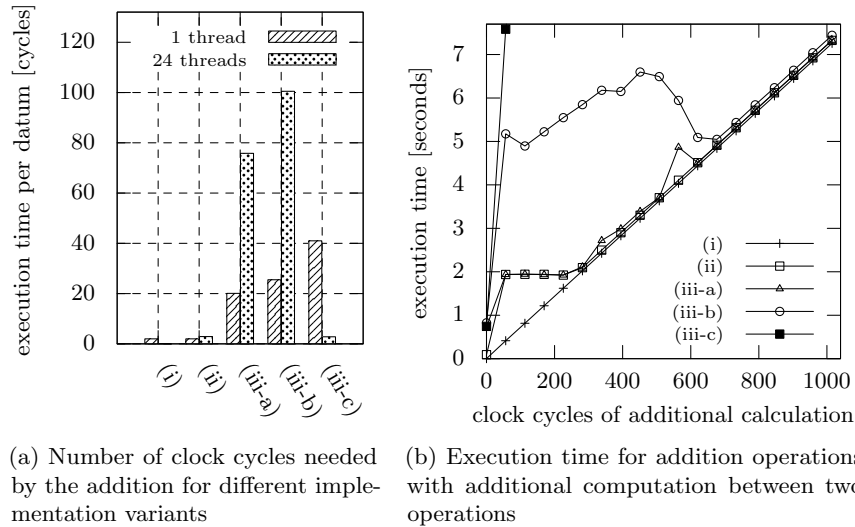 execution time per datum [cycles]
120
100
80
60
40
20
0
1 thread
24 threads
(i)
(ii)
(iii-a)
(iii-b)
(iii-c)
execution time [seconds]
7
6
5
4
3
2
1
0
(i)
(ii)
(iii-a)
(iii-b)
(iii-c)
0 200 400 600 800 1000
clock cycles of additional calculation
(a) Number of clock cycles needed
by the addition for different imple-
mentation variants
(b) Execution time for addition operations
with additional computation between two
operations